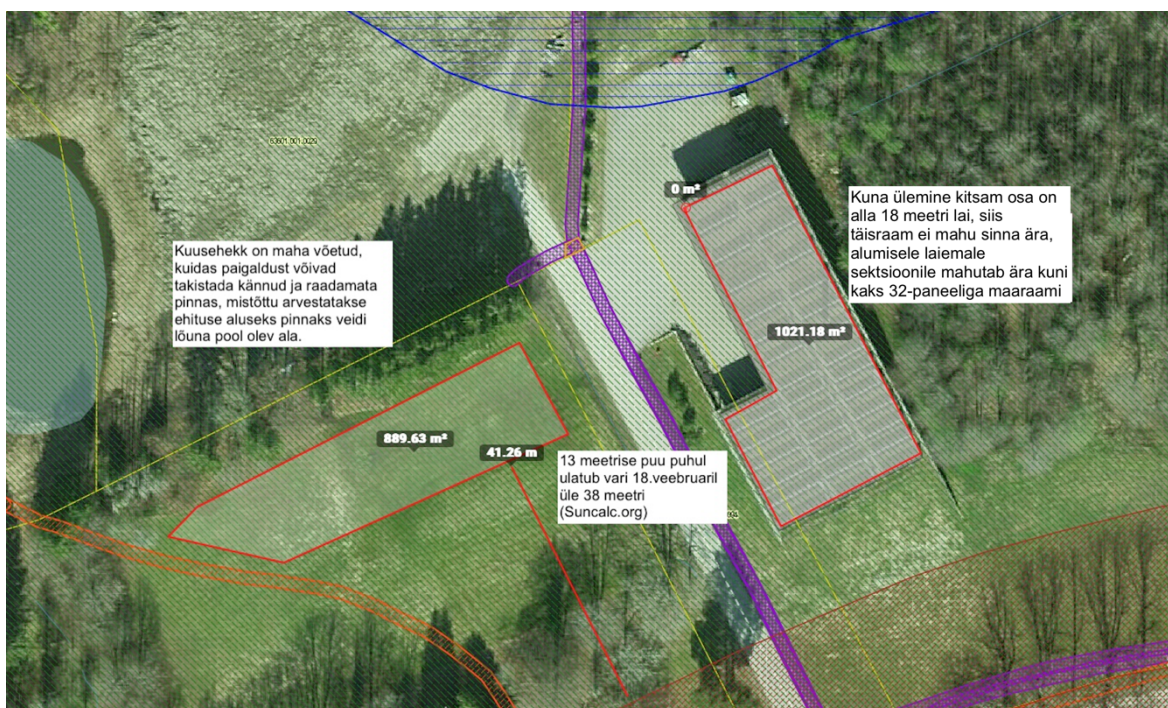 63601:001:0029
0 m²
Kuna ülemine kitsam osa on
alla 18 meetri lai, siis
täisraam ei mahu sinna ära,
alumisele laiemale
sektsioonile mahutab ära kuni
kaks 32-paneeliga maaraami
Kuusehekk on maha võetud,
kuidas paigaldust võivad
takistada kännud ja raadamata
pinnas, mistõttu arvestatakse
ehituse aluseks pinnaks veidi
lõuna pool olev ala.
1021.18 m²
889.63 m²
41.26 m
13 meetrise puu puhul
ulatub vari 18.veebruaril
üle 38 meetri
(Suncalc.org)